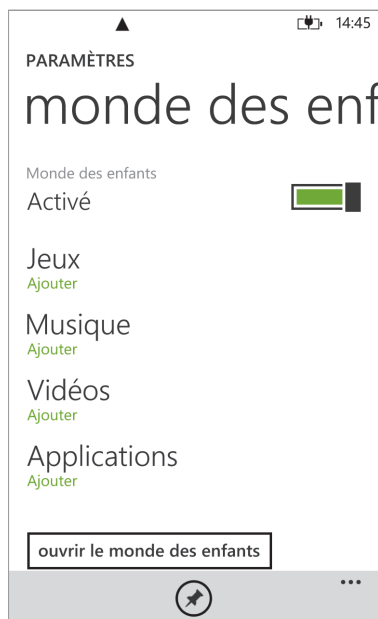 14:45
PARAMÈTRES
monde des enf
Monde des enfants
Activé
Jeux
Ajouter
Musique
Ajouter
Vidéos
Ajouter
Applications
Ajouter
ouvrir le monde des enfants